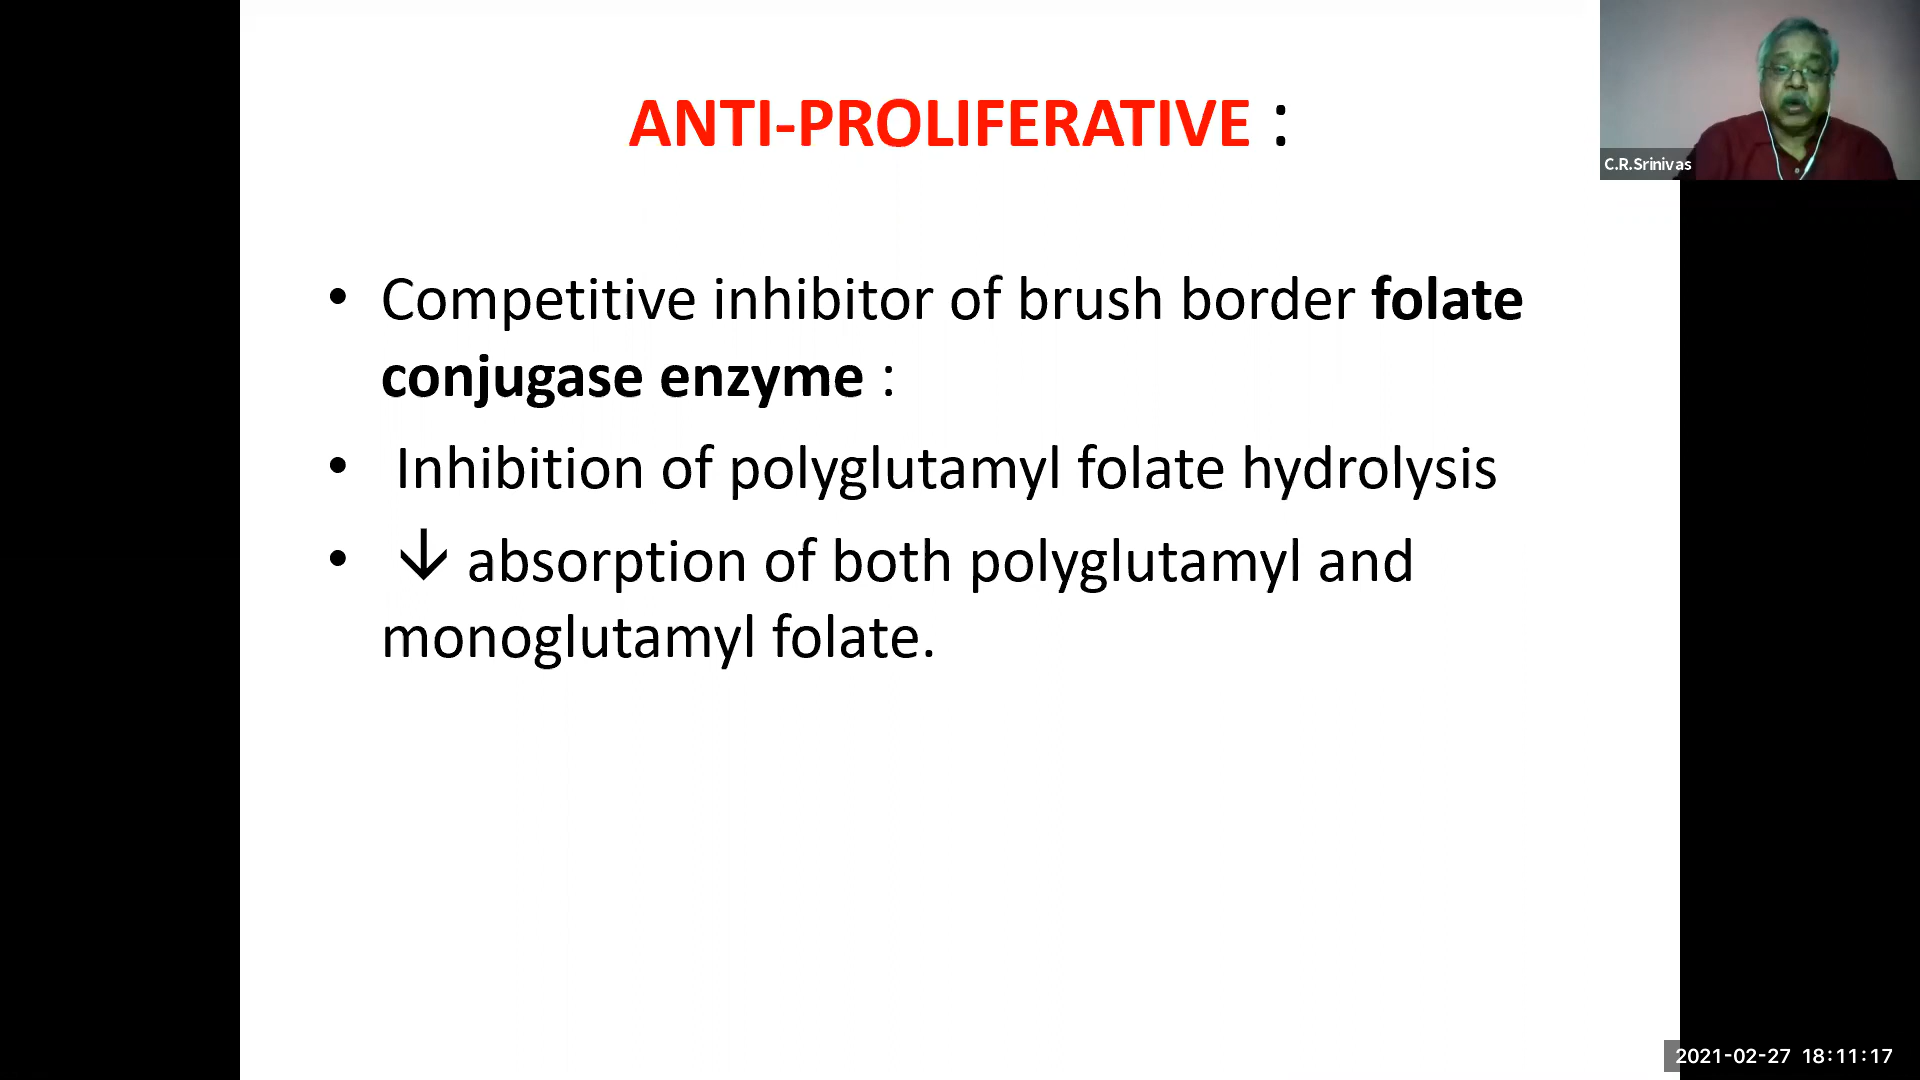 ANTI-PROLIFERATIVE :
C.R.Srinivas
• Competitive inhibitor of brush border folate
conjugase enzyme :
• Inhibition of polyglutamyl folate hydrolysis
• ↓ absorption of both polyglutamyl and
monoglutamyl folate.
2021-02-27 18:11:17